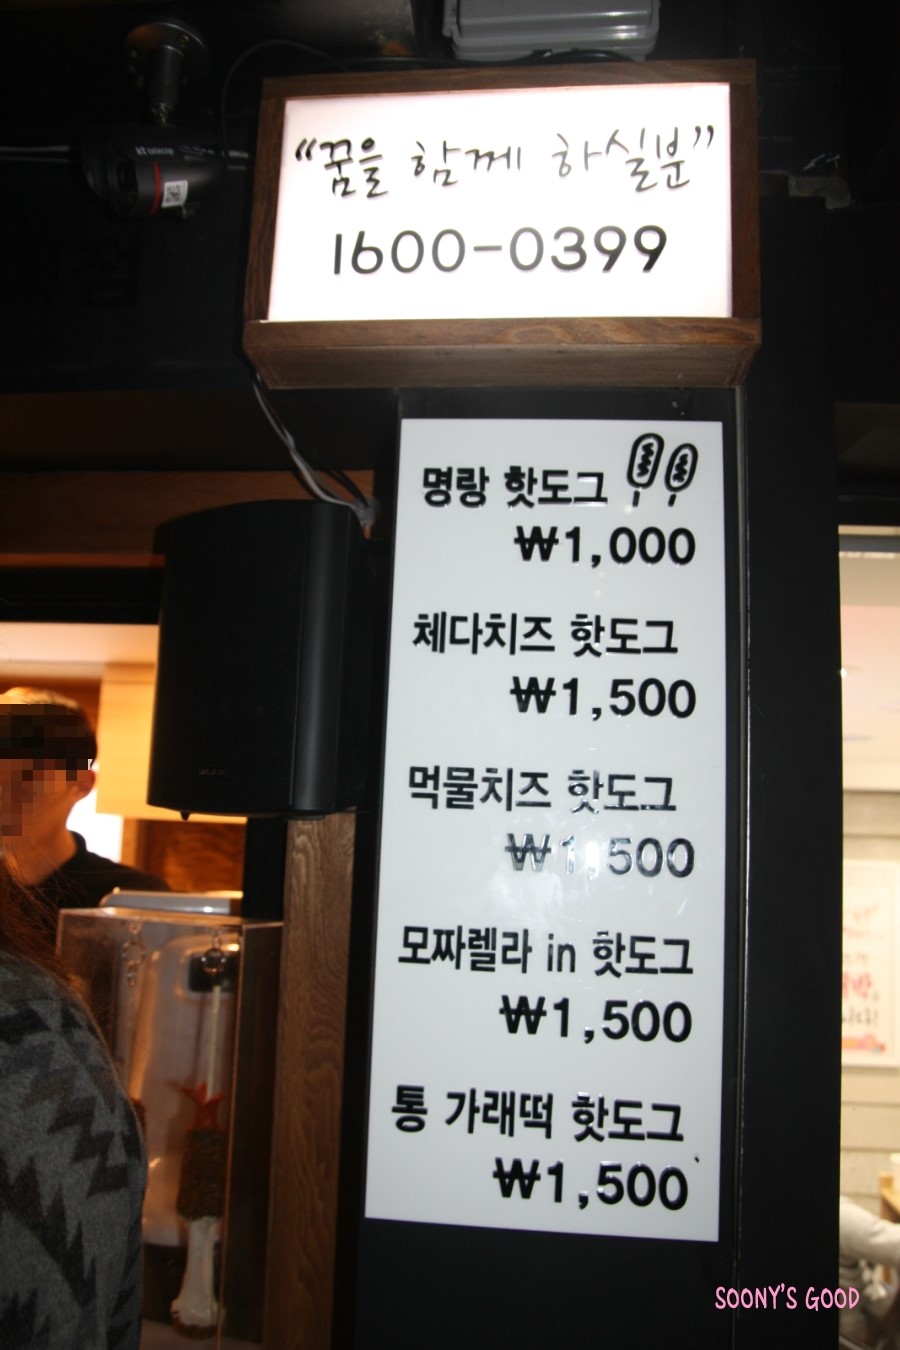 kt telecop
"꿈을 함께 하실분"
1600-0399
명랑 핫도그
₩1,000
체다치즈 핫도그
₩1,500
먹물치즈 핫도그
₩1,500
모짜렐라 in 핫도그
₩1,500
통 가래떡 핫도그
₩1,500
SOONY'S GOOD